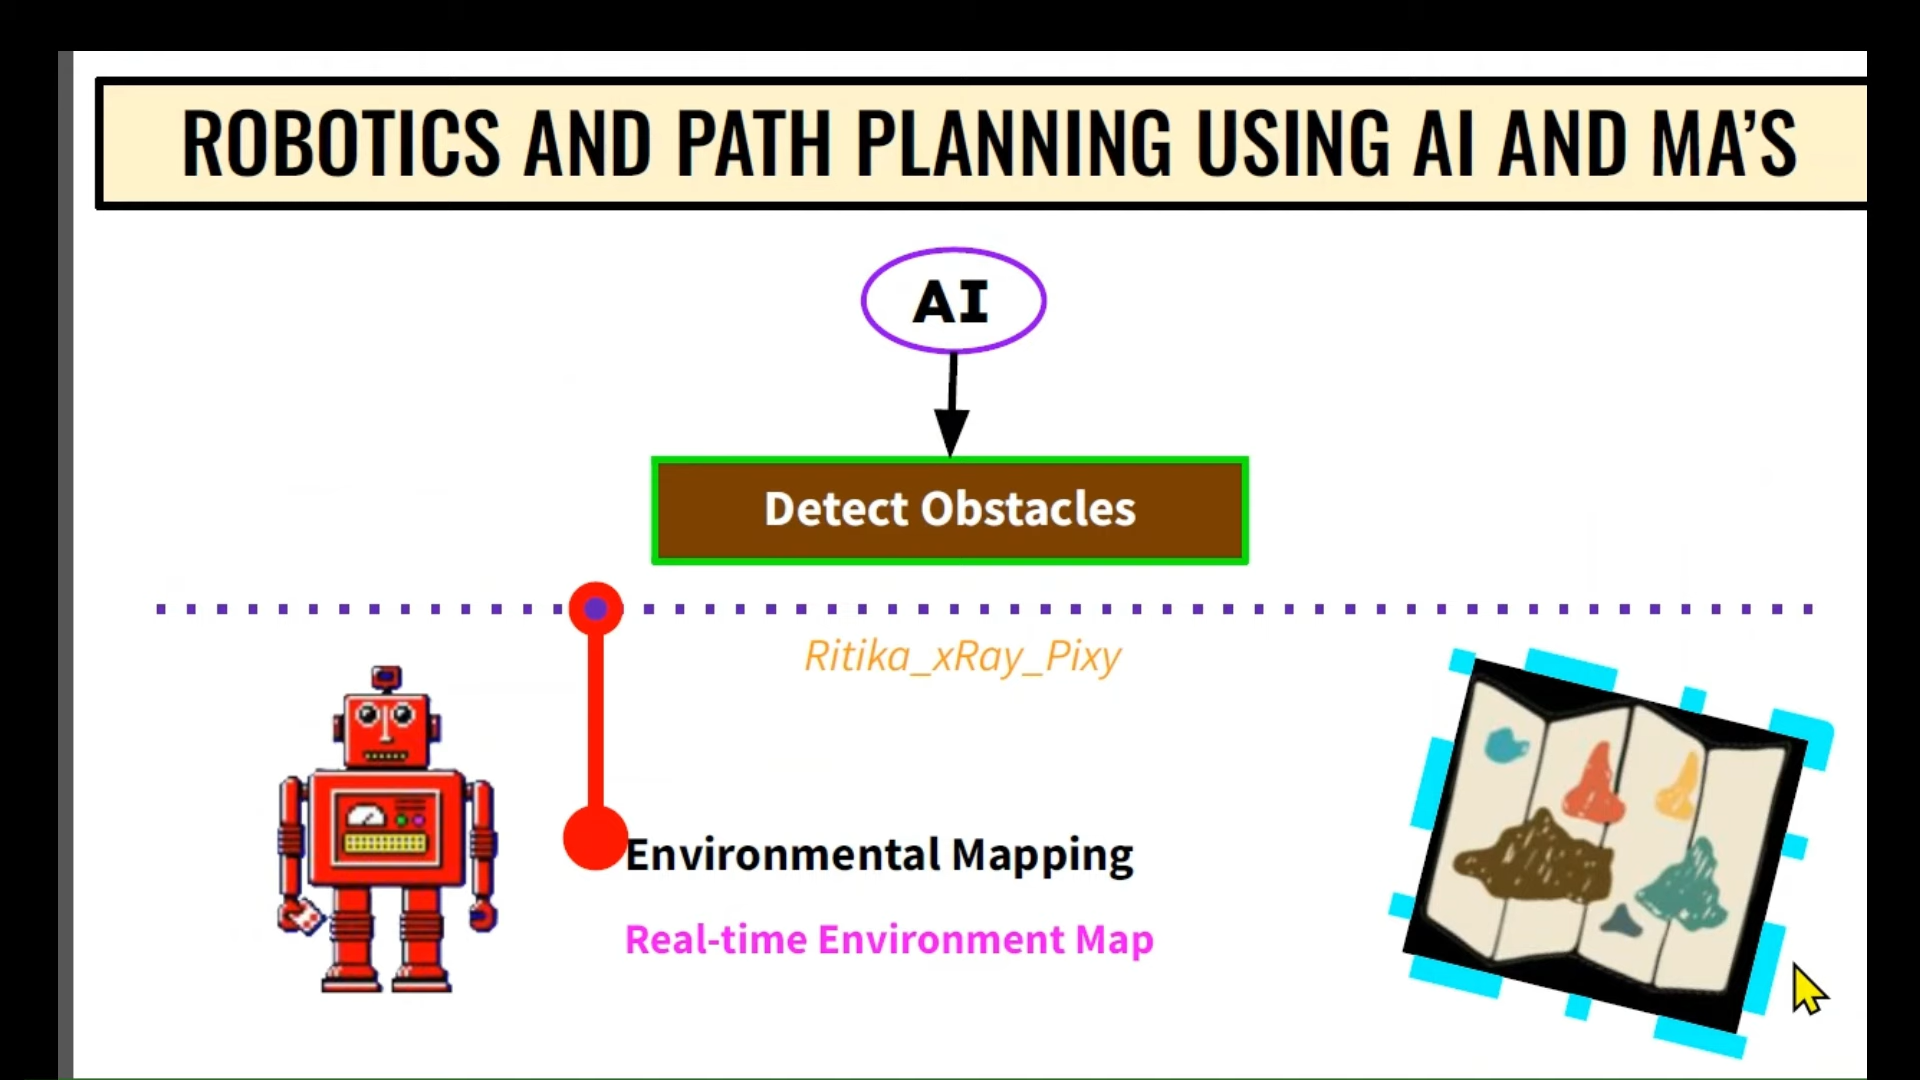 ROBOTICS AND PATH PLANNING USING AI AND MA’S
AI
Detect Obstacles
Ritika_xRay_Pixy
Environmental Mapping
Real-time Environment Map